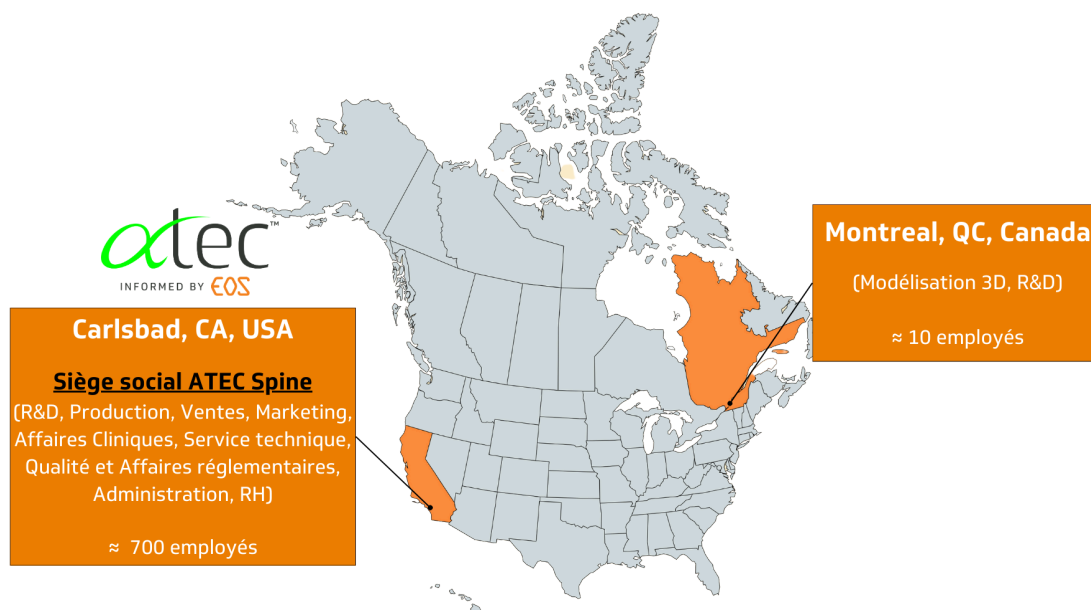 αtec™
INFORMED BY EOS
Carlsbad, CA, USA
Siège social ATEC Spine
(R&D, Production, Ventes, Marketing,
Affaires Cliniques, Service technique,
Qualité et Affaires réglementaires,
Administration, RH)
≈ 700 employés
Montreal, QC, Canada
(Modélisation 3D, R&D)
≈ 10 employés